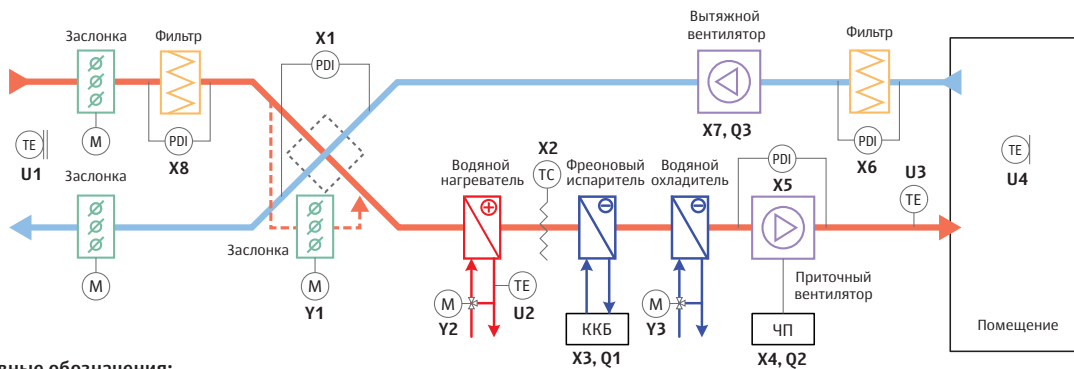 Заслонка
Фильтр
X1
PDI
Вытяжной
вентилятор
Фильтр
TE
U1
M
PDI
X8
X7, Q3
PDI
X6
TE
U4
Заслонка
M
Заслонка
M
Y1
Водяной
нагреватель
X2
TC
Фреоновый
испаритель
Водяной
охладитель
PDI
X5
U3
TE
M
Y2
TE
U2
ККБ
X3, Q1
M
Y3
Приточный
вентилятор
ЧП
X4, Q2
Помещение